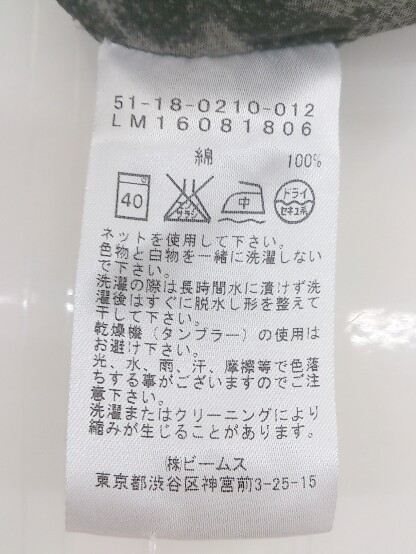 51-18-0210-012
LM16081806
綿 100%
40 エンソサラシ 中 ドライ セキユ系
ネットを使用して下さい。
色物と白物を一緒に洗濯しない
で下さい。
洗濯の際は長時間水に漬けず洗
濯後はすぐに脱水し形を整えて
干して下さい。
乾燥機（タンブラー）の使用は
お避け下さい。
光、水、雨、汗、摩擦等で色落
ちする事がございますのでご注
意下さい。
洗濯またはクリーニングにより
縮みが生じることがあります。
㈱ビームス
東京都渋谷区神宮前3-25-15